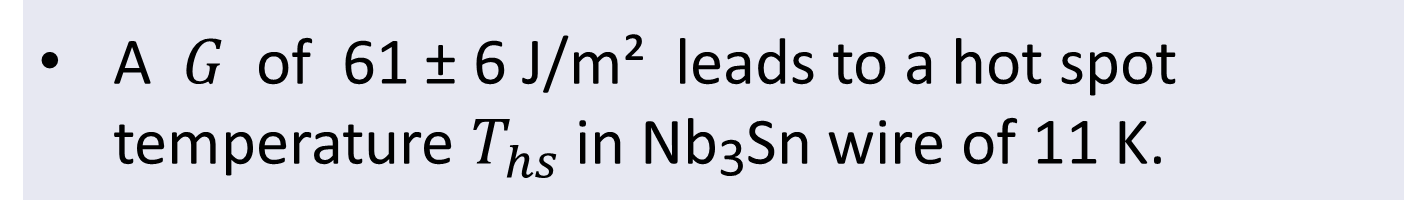 • A G of 61 ± 6 J/m² leads to a hot spot
temperature Tₕₛ in Nb₃Sn wire of 11 K.